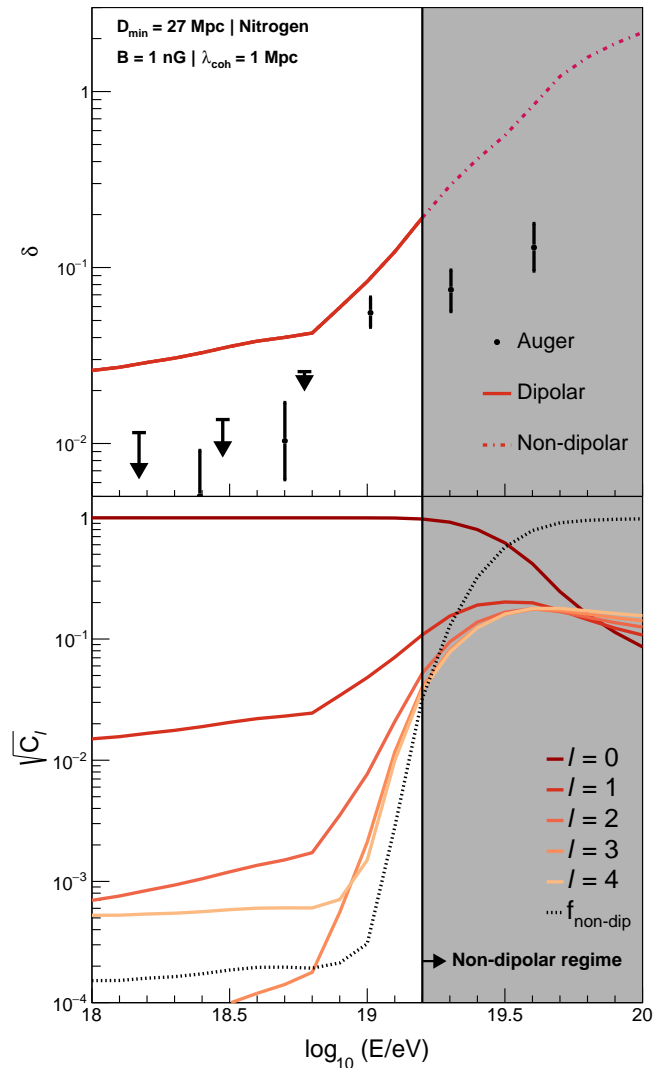 D_min = 27 Mpc | Nitrogen
B = 1 nG | λ_coh = 1 Mpc
1
10⁻¹
10⁻²
δ
Auger
Dipolar
Non-dipolar
1
10⁻¹
10⁻²
10⁻³
10⁻⁴
√C_l
l = 0
l = 1
l = 2
l = 3
l = 4
f_non-dip
Non-dipolar regime
18 18.5 19 19.5 20
log₁₀ (E/eV)